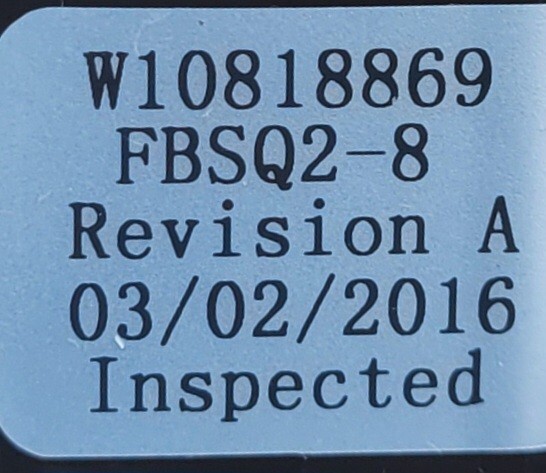 W10818869
FBSQ2-8
Revision A
03/02/2016
Inspected